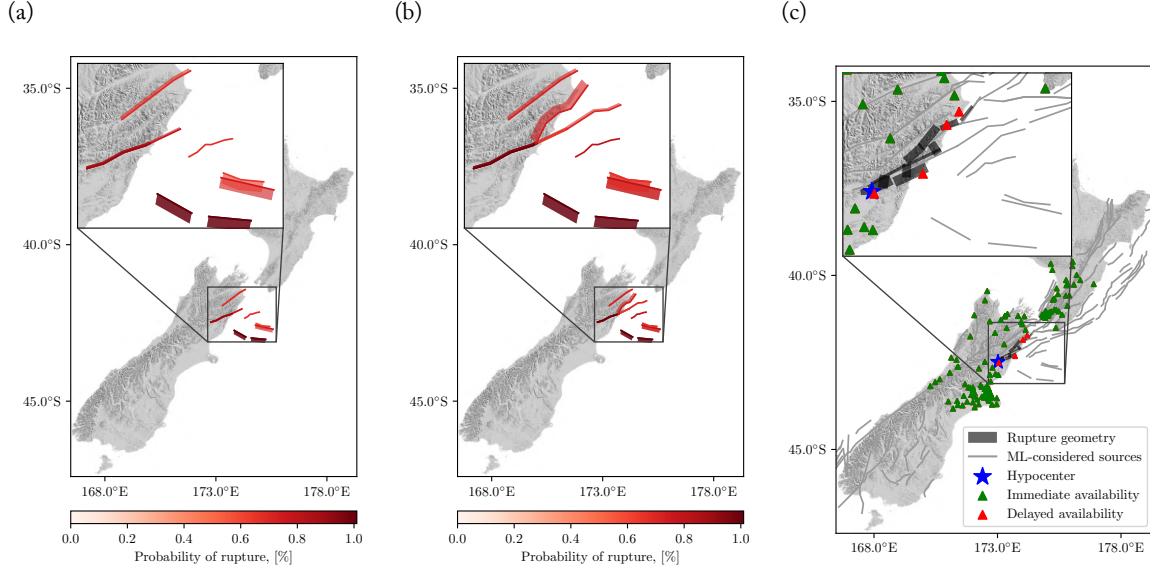 (a)
(b)
(c)
35.0°S
40.0°S
45.0°S
168.0°E 173.0°E 178.0°E
0.0 0.2 0.4 0.6 0.8 1.0
Probability of rupture, [%]
35.0°S
40.0°S
45.0°S
168.0°E 173.0°E 178.0°E
0.0 0.2 0.4 0.6 0.8 1.0
Probability of rupture, [%]
35.0°S
40.0°S
45.0°S
Rupture geometry
ML-considered sources
Hypocenter
Immediate availability
Delayed availability
168.0°E 173.0°E 178.0°E